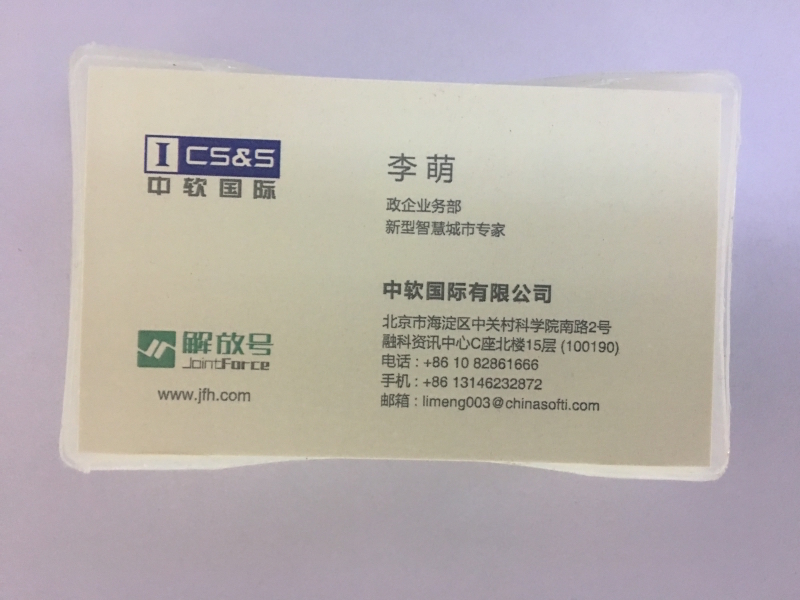 I CS&S
中软国际
李萌
政企业务部
新型智慧城市专家
中软国际有限公司
北京市海淀区中关村科学院南路2号
融科资讯中心C座北楼15层 (100190)
电话：+86 10 82861666
手机：+86 13146232872
邮箱：limeng003@chinasofti.com
解放号
JointForce
www.jfh.com